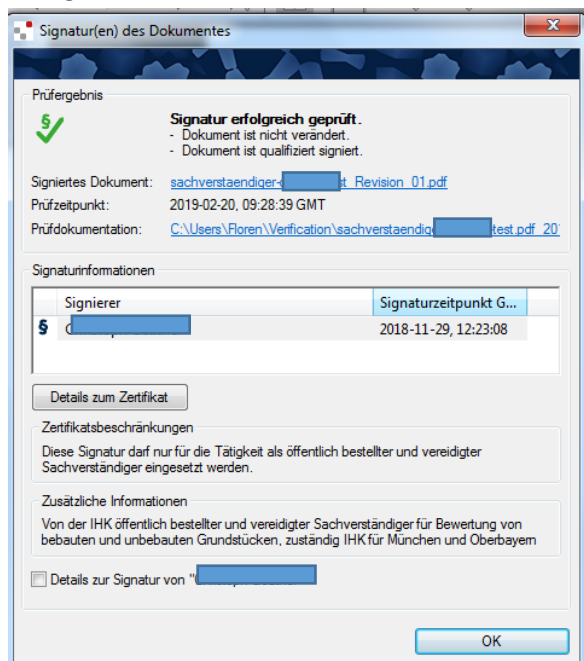 Signatur(en) des Dokumentes
Prüfergebnis
Signatur erfolgreich geprüft.
- Dokument ist nicht verändert.
- Dokument ist qualifiziert signiert.
Signiertes Dokument: sachverstaendiger- st_Revision_01.pdf
Prüfzeitpunkt: 2019-02-20, 09:28:39 GMT
Prüfdokumentation: C:\Users\Floren\Verification\sachverstaendig test.pdf_20
Signaturinformationen
Signierer Signaturzeitpunkt G...
§ 2018-11-29, 12:23:08
Details zum Zertifikat
Zertifikatsbeschränkungen
Diese Signatur darf nur für die Tätigkeit als öffentlich bestellter und vereidigter
Sachverständiger eingesetzt werden.
Zusätzliche Informationen
Von der IHK öffentlich bestellter und vereidigter Sachverständiger für Bewertung von
bebauten und unbebauten Grundstücken, zuständig IHK für München und Oberbayern
Details zur Signatur von "
OK